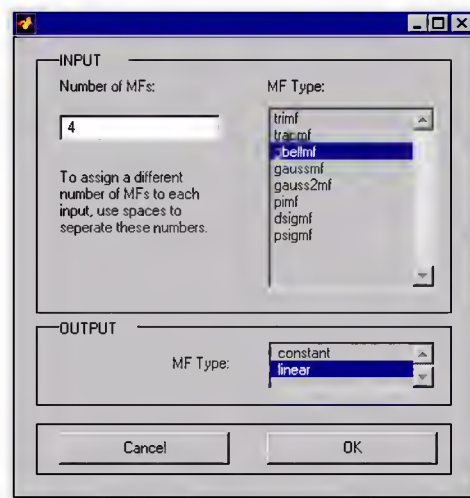 INPUT
Number of MFs:
4
To assign a different
number of MFs to each
input, use spaces to
seperate these numbers.
MF Type:
trimf
trapmf
gbellmf
gaussmf
gauss2mf
pimf
dsigmf
psigmf
OUTPUT
MF Type:
constant
linear
Cancel
OK